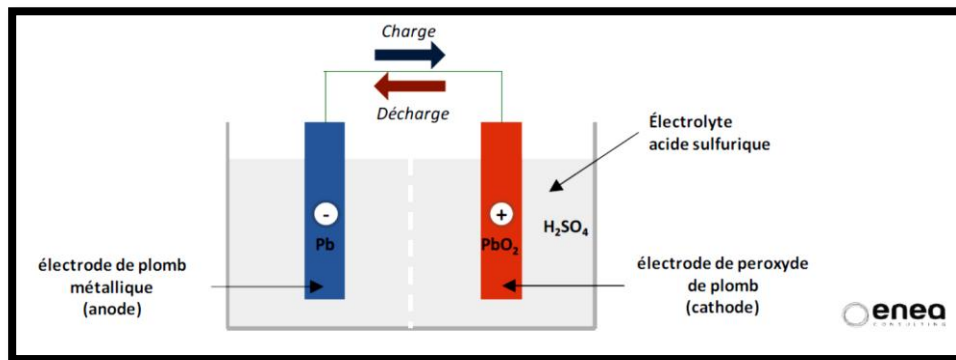 Charge
Décharge
Électrolyte
acide sulfurique
-
+
Pb
PbO₂
H₂SO₄
électrode de plomb
métallique
(anode)
électrode de peroxyde
de plomb
(cathode)
enea
CONSULTING